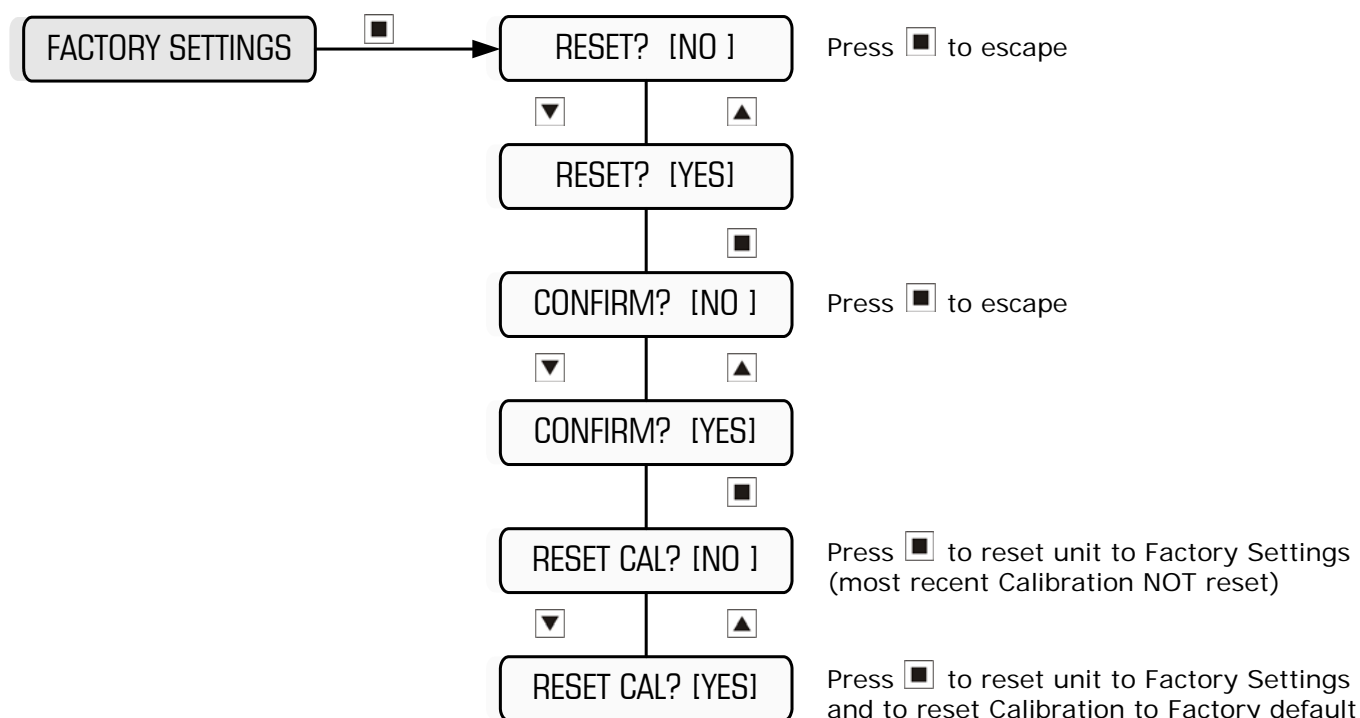 FACTORY SETTINGS
RESET? [NO ]
Press ■ to escape
▼ ▲
RESET? [YES]
■
CONFIRM? [NO ]
Press ■ to escape
▼ ▲
CONFIRM? [YES]
■
RESET CAL? [NO ]
Press ■ to reset unit to Factory Settings
(most recent Calibration NOT reset)
▼ ▲
RESET CAL? [YES]
Press ■ to reset unit to Factory Settings
and to reset Calibration to Factory default